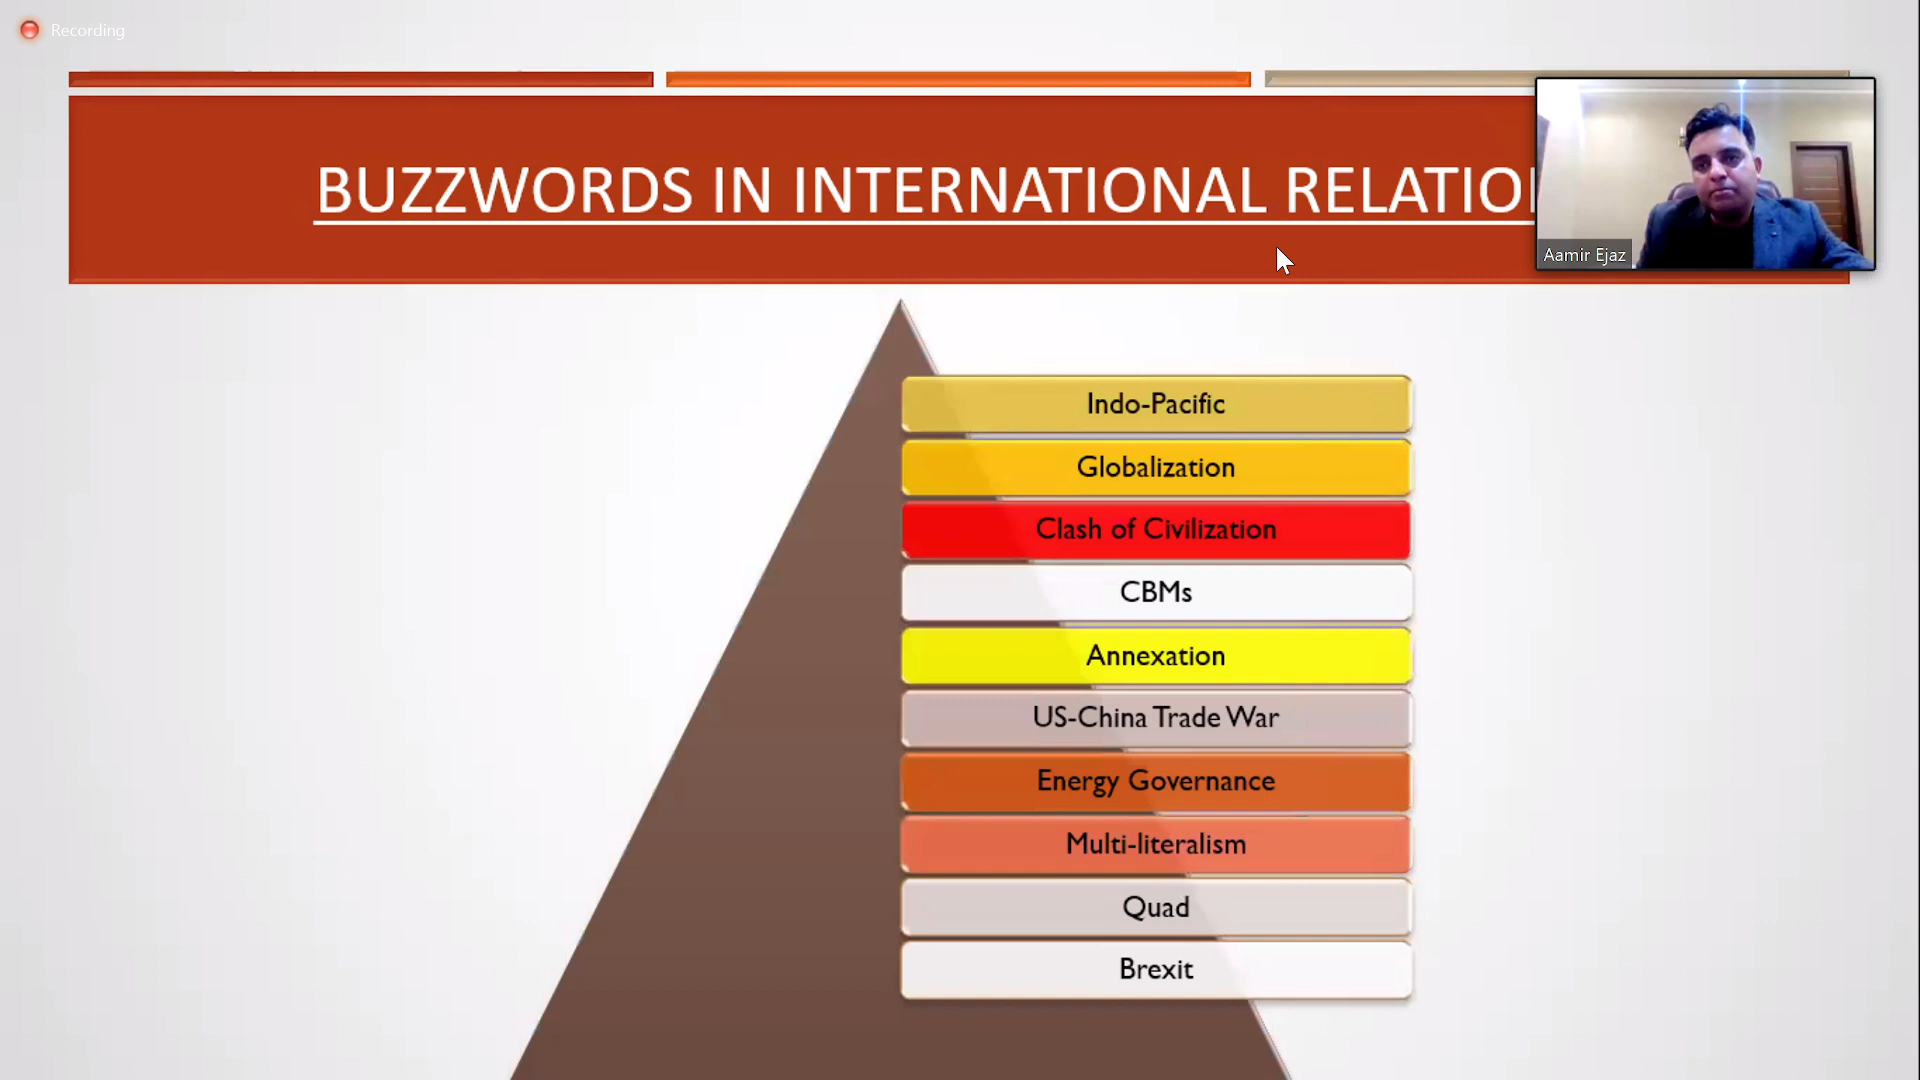 Recording
BUZZWORDS IN INTERNATIONAL RELATIO
Aamir Ejaz
Indo-Pacific
Globalization
Clash of Civilization
CBMs
Annexation
US-China Trade War
Energy Governance
Multi-literalism
Quad
Brexit